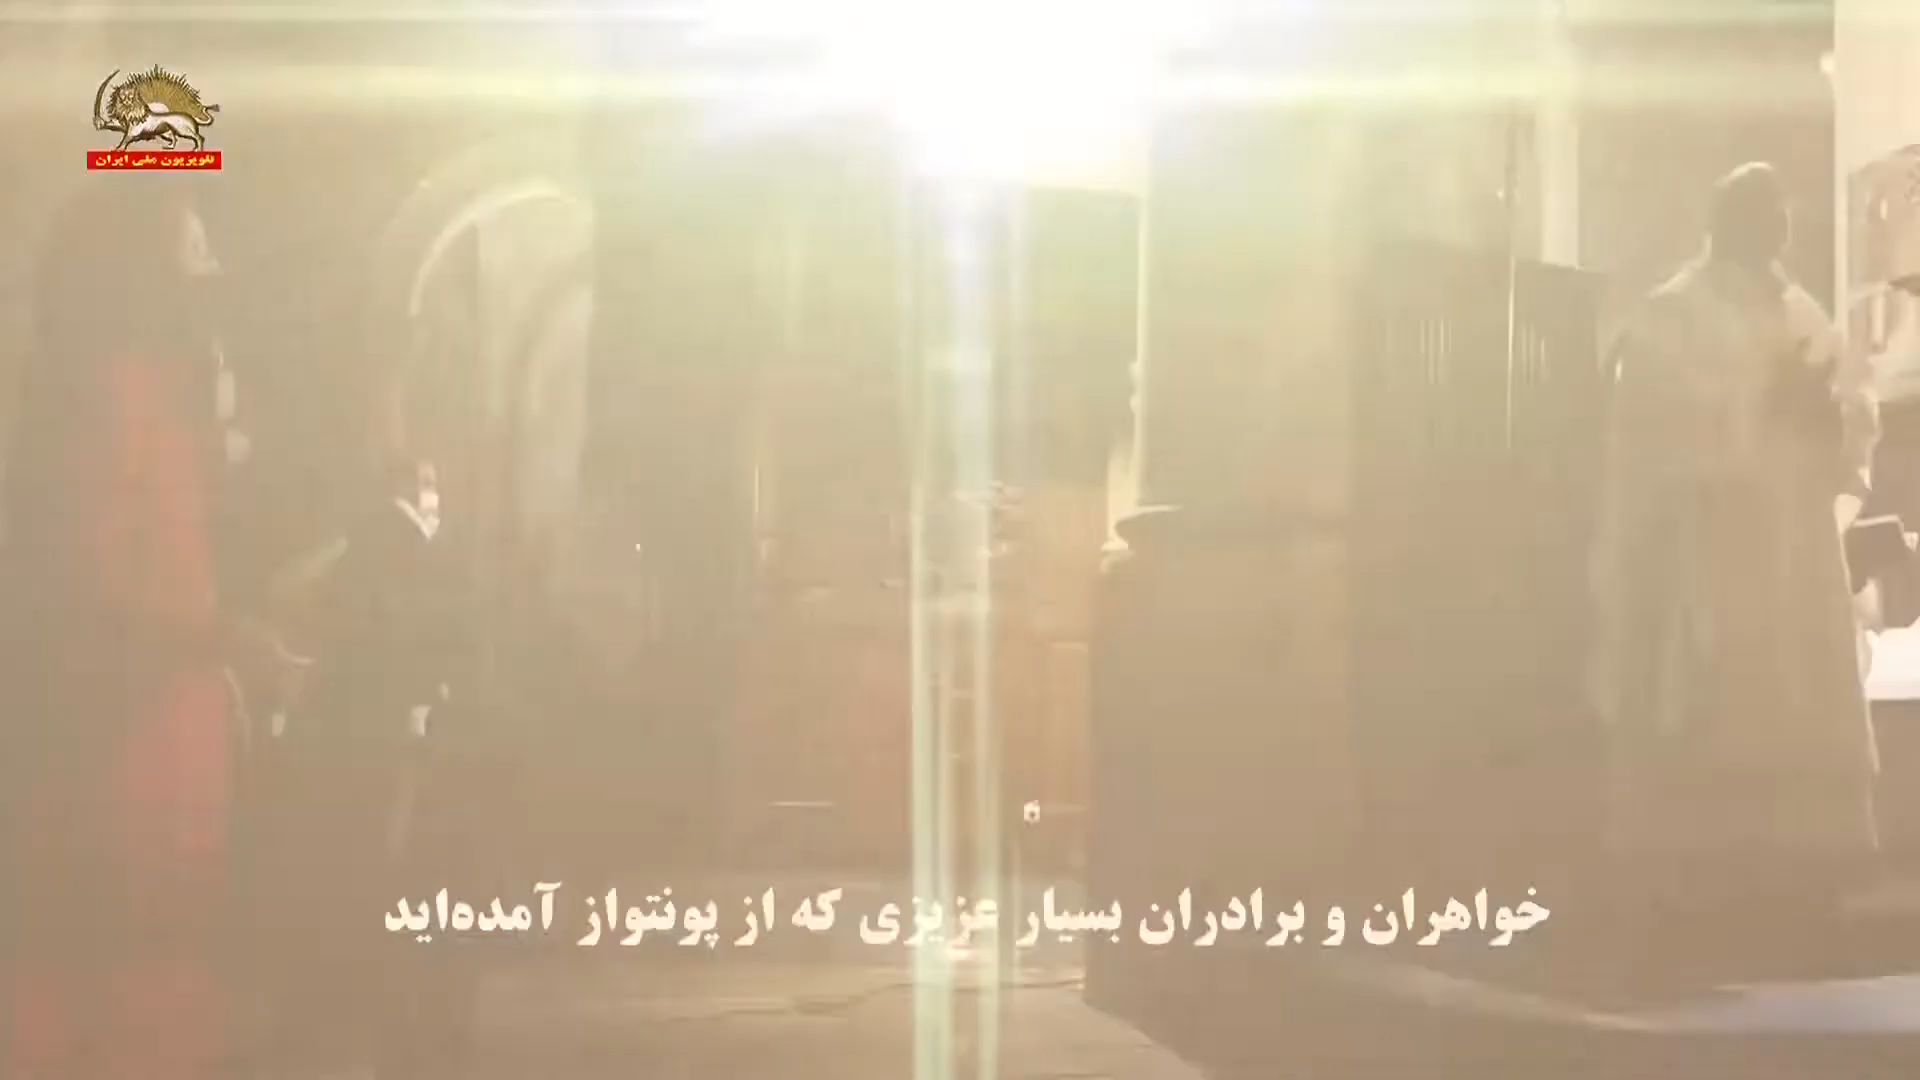 تلویزیون ملی ایران
خواهران و برادران بسیار عزیزی که از پونتواز آمده‌اید